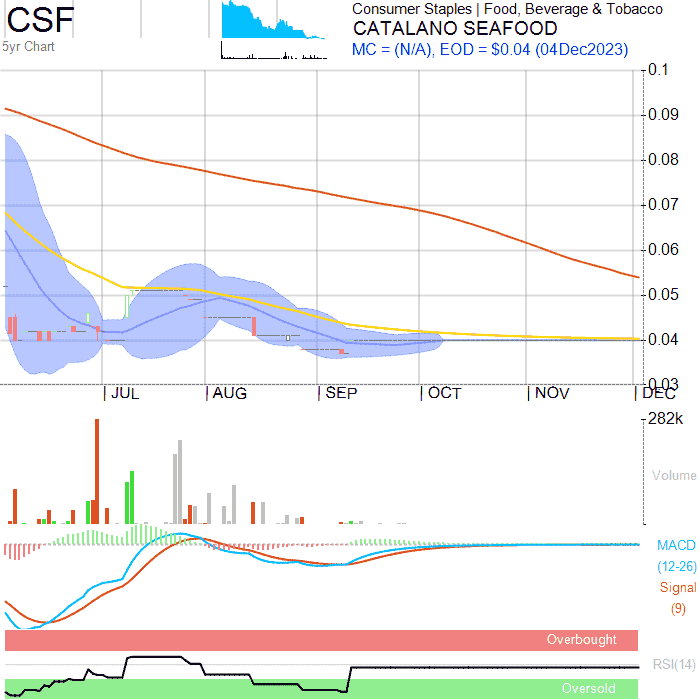 CSF
5yr Chart
Consumer Staples | Food, Beverage & Tobacco
CATALANO SEAFOOD
MC = (N/A), EOD = $0.04 (04Dec2023)
0.1
0.09
0.08
0.07
0.06
0.05
0.04
0.03
JUL AUG SEP OCT NOV DEC
282k
Volume
MACD
(12-26)
Signal
(9)
Overbought
RSI(14)
Oversold